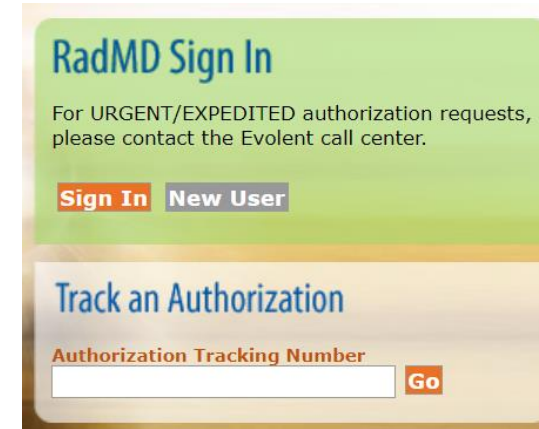 RadMD Sign In
For URGENT/EXPEDITED authorization requests,
please contact the Evolent call center.
Sign In New User
Track an Authorization
Authorization Tracking Number
Go